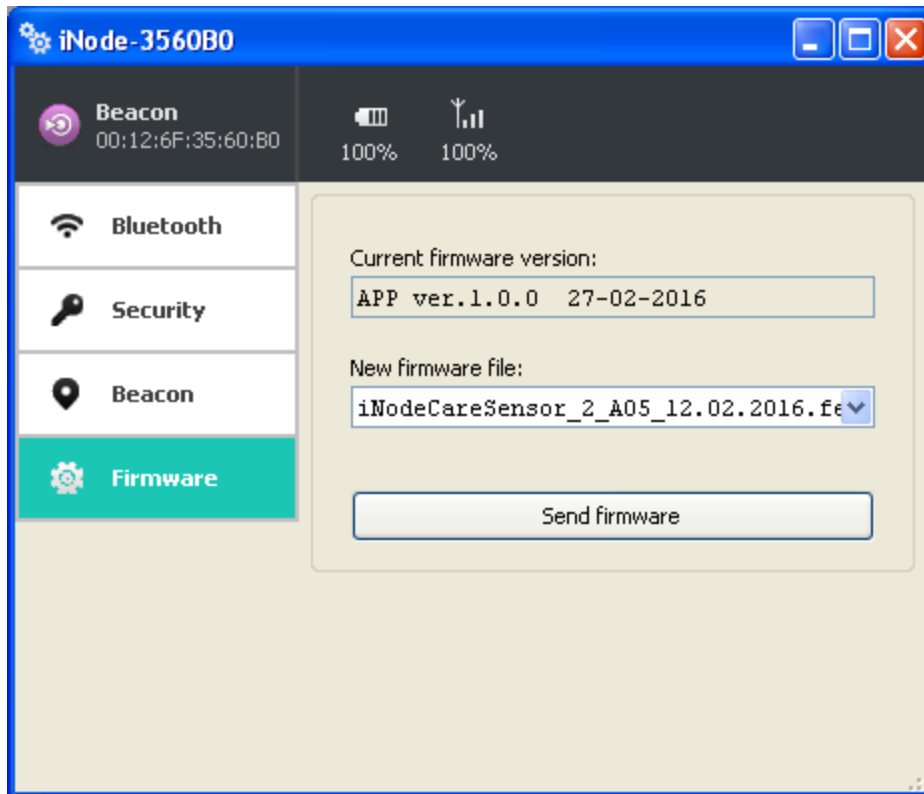 iNode-3560B0
Beacon
00:12:6F:35:60:B0
100%
100%
Bluetooth
Security
Beacon
Firmware
Current firmware version:
APP ver.1.0.0  27-02-2016
New firmware file:
iNodeCareSensor_2_A05_12.02.2016.fe
Send firmware